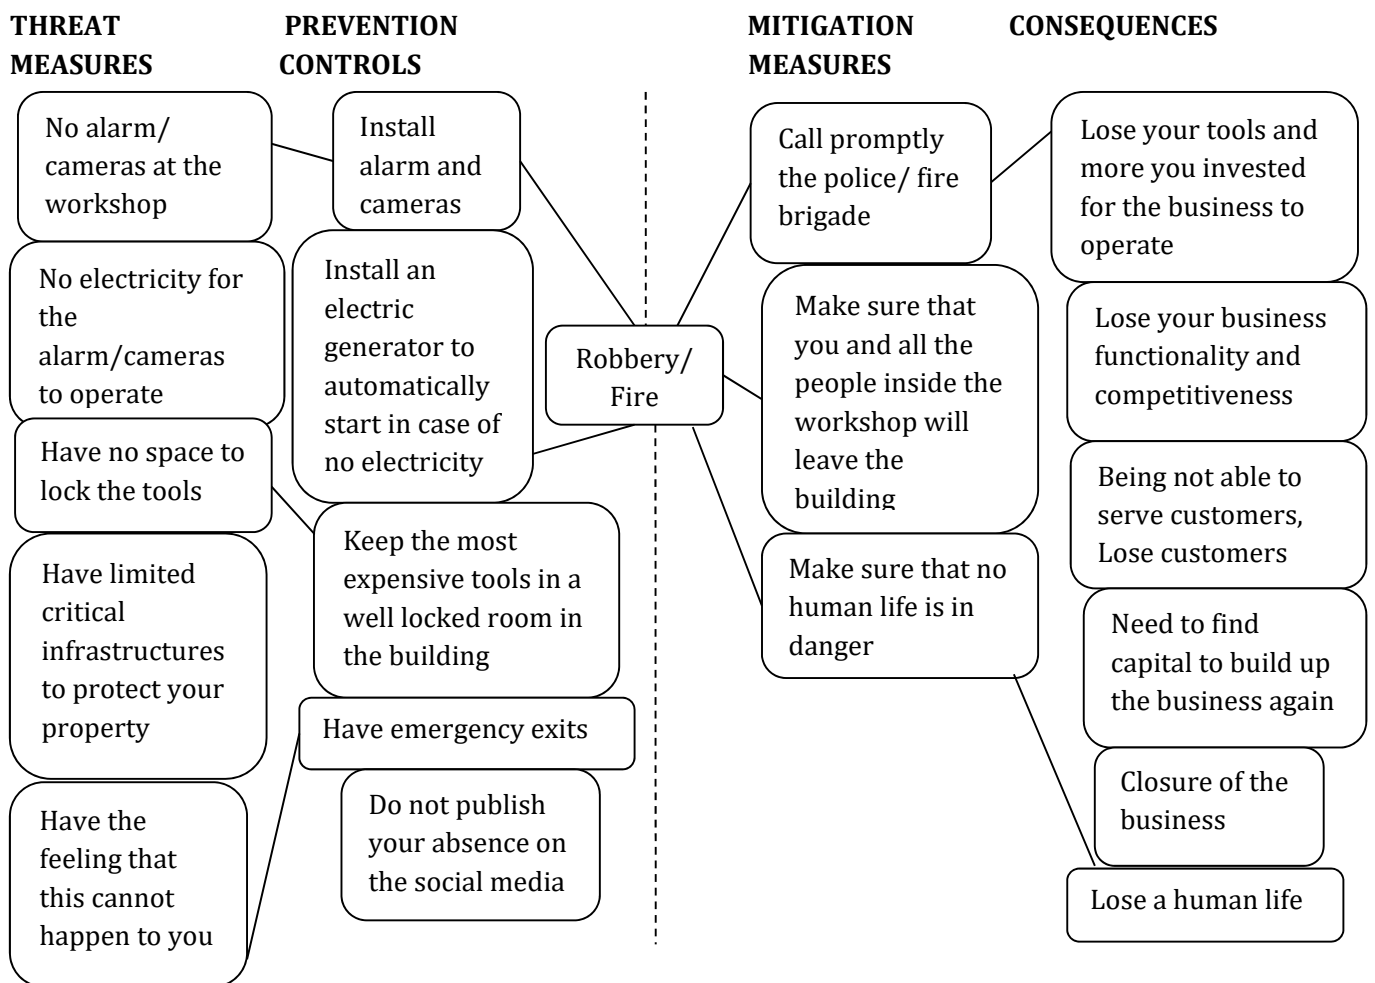 THREAT
MEASURES
PREVENTION
CONTROLS
MITIGATION
MEASURES
CONSEQUENCES
No alarm/
cameras at the
workshop
No electricity for
the
alarm/cameras
to operate
Have no space to
lock the tools
Have limited
critical
infrastructures
to protect your
property
Have the
feeling that
this cannot
happen to you
Install
alarm and
cameras
Install an
electric
generator to
automatically
start in case of
no electricity
Keep the most
expensive tools in a
well locked room in
the building
Have emergency exits
Do not publish
your absence on
the social media
Robbery/
Fire
Call promptly
the police/ fire
brigade
Make sure that
you and all the
people inside the
workshop will
leave the
building
Make sure that no
human life is in
danger
Lose your tools and
more you invested
for the business to
operate
Lose your business
functionality and
competitiveness
Being not able to
serve customers,
Lose customers
Need to find
capital to build up
the business again
Closure of the
business
Lose a human life